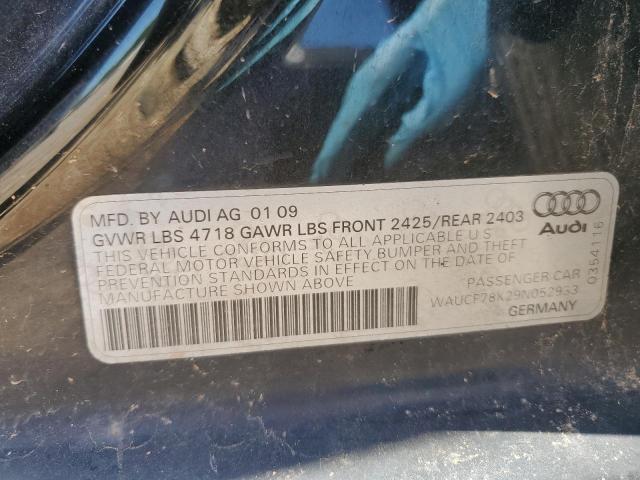 MFD. BY AUDI AG 01 09
GVWR LBS 4718 GAWR LBS FRONT 2425/REAR 2403
THIS VEHICLE CONFORMS TO ALL APPLICABLE U.S
FEDERAL MOTOR VEHICLE SAFETY, BUMPER AND THEFT
PREVENTION STANDARDS IN EFFECT ON THE DATE OF
MANUFACTURE SHOWN ABOVE
Audi
PASSENGER CAR
WAUCF78K29N052933
GERMANY
0354116